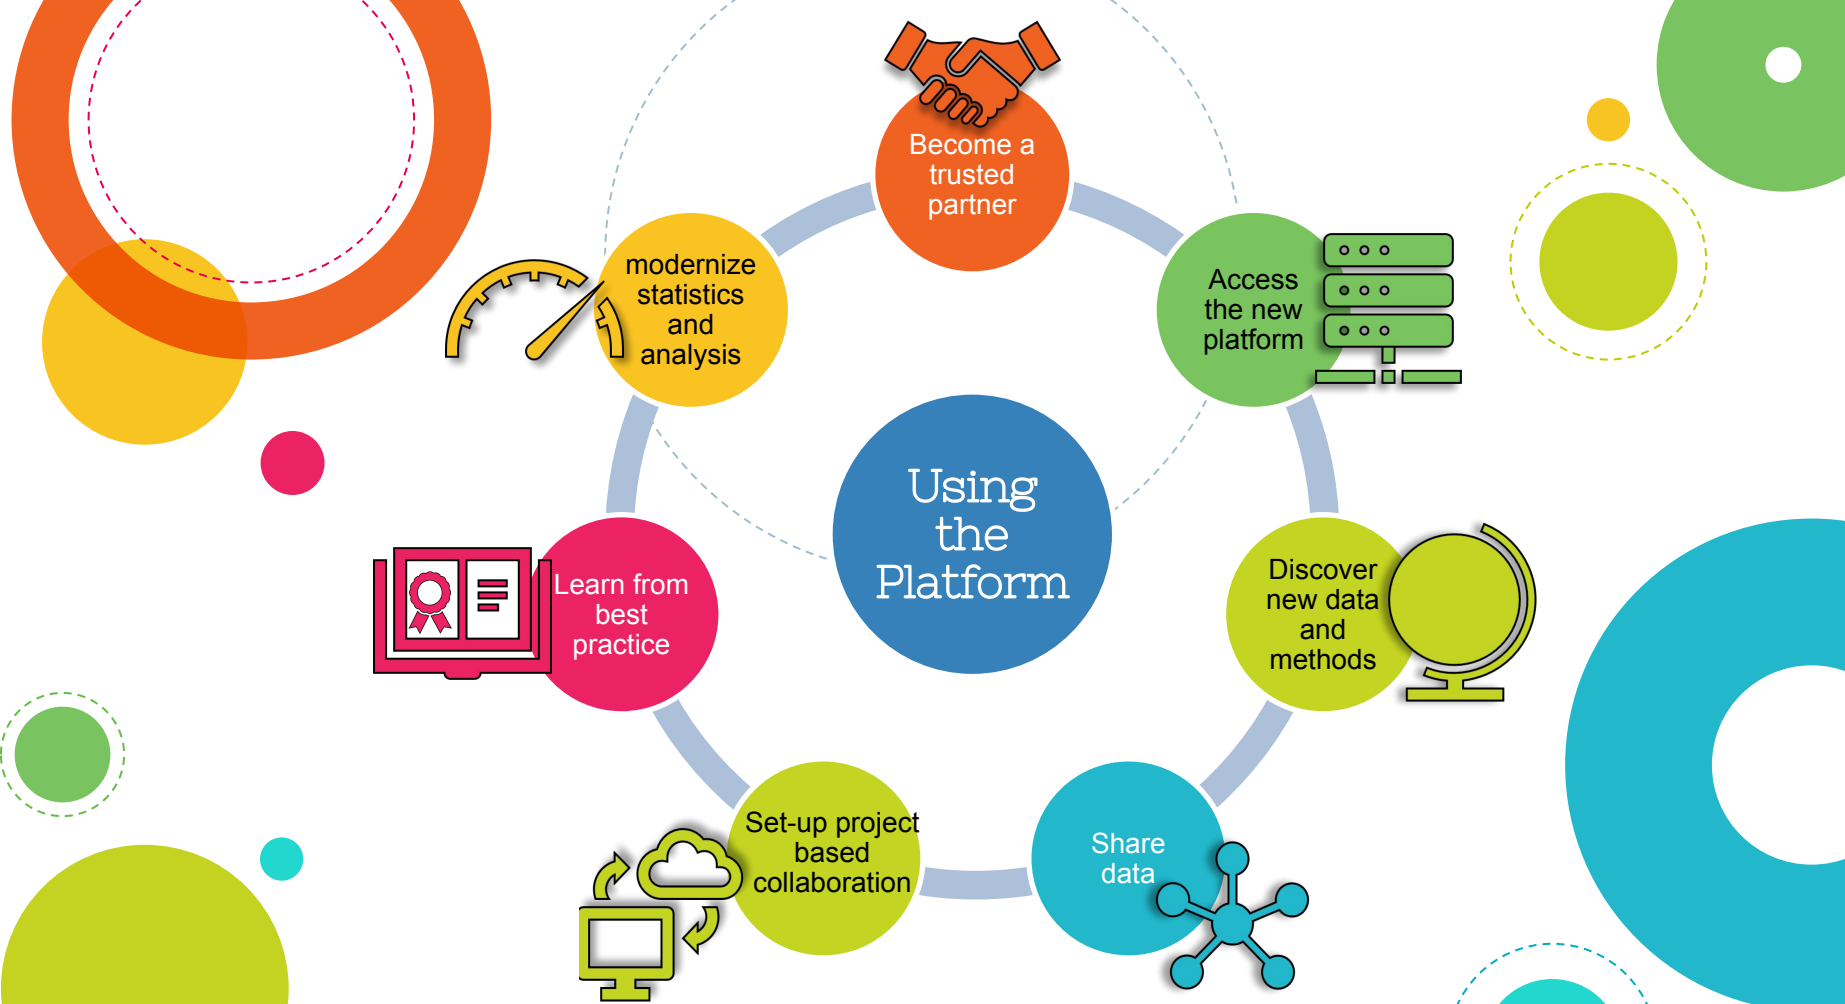 Become a
trusted
partner
Access
the new
platform
Discover
new data
and
methods
Share
data
Set-up project
based
collaboration
Learn from
best
practice
modernize
statistics
and
analysis
Using
the
Platform